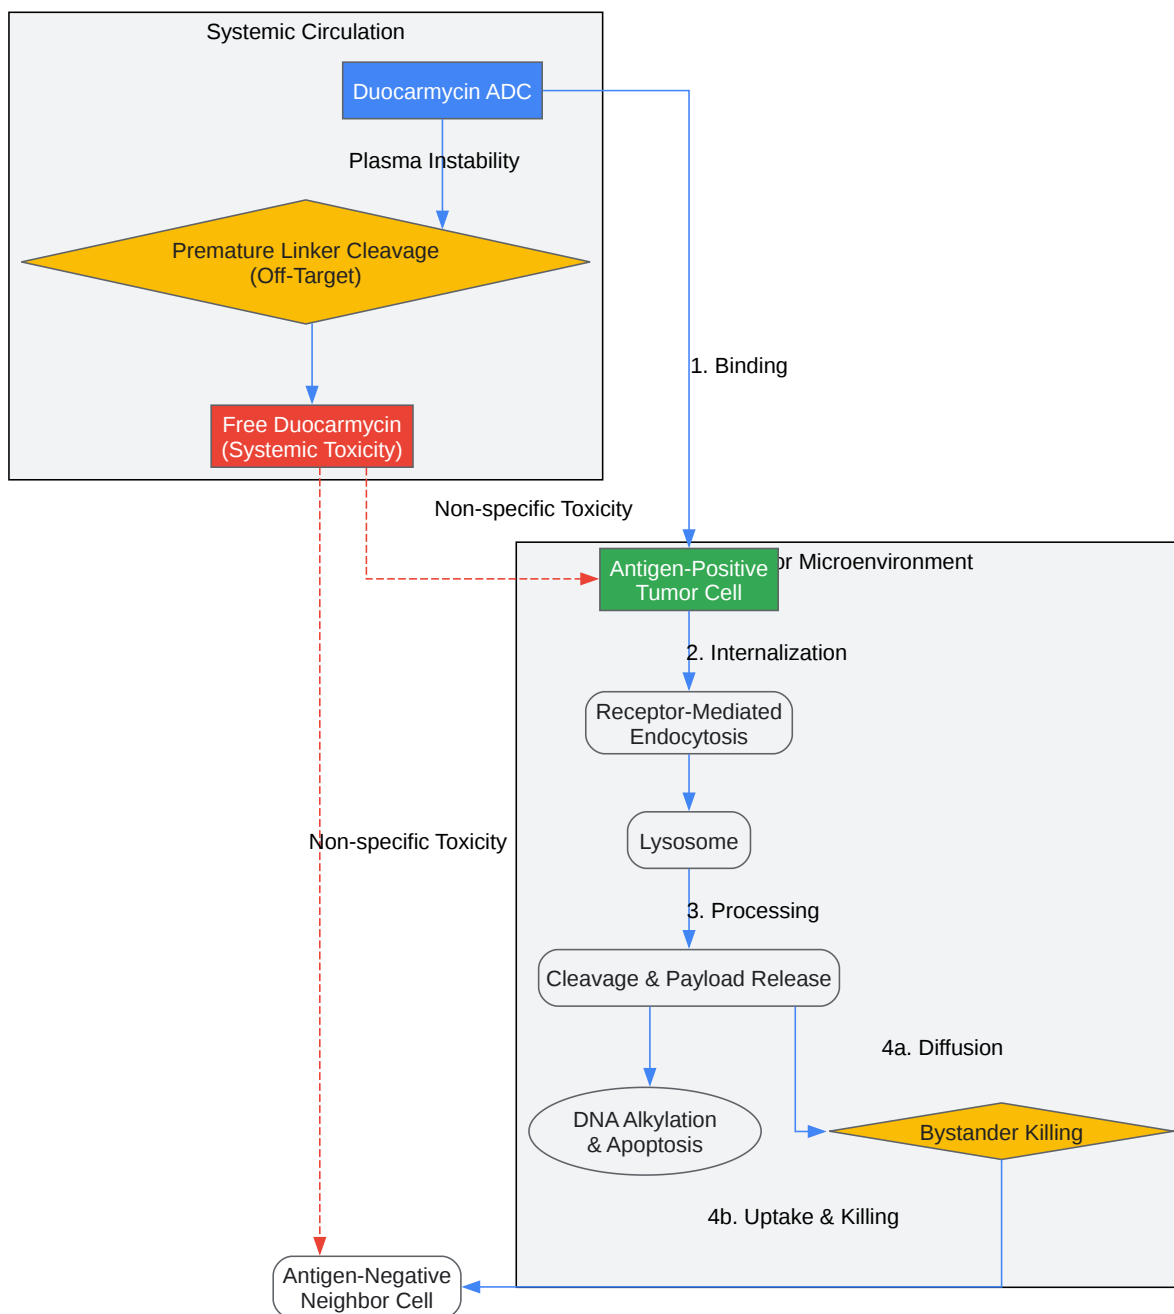 Systemic Circulation
Duocarmycin ADC
Plasma Instability
Premature Linker Cleavage
(Off-Target)
1. Binding
Free Duocarmycin
(Systemic Toxicity)
Non-specific Toxicity
or Microenvironment
Antigen-Positive
Tumor Cell
2. Internalization
Receptor-Mediated
Endocytosis
Lysosome
Non-specific Toxicity
3. Processing
Cleavage & Payload Release
4a. Diffusion
DNA Alkylation
& Apoptosis
Bystander Killing
4b. Uptake & Killing
Antigen-Negative
Neighbor Cell